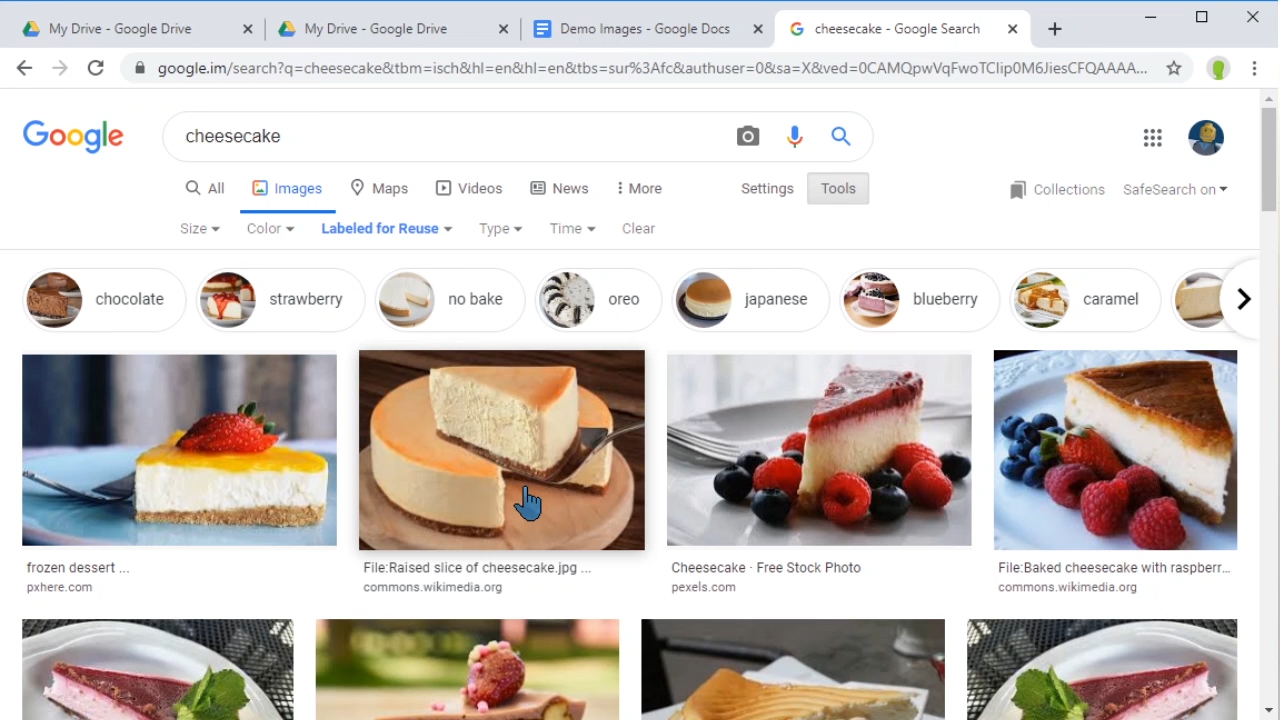 My Drive - Google Drive
My Drive - Google Drive
Demo Images - Google Docs
cheesecake - Google Search
google.im/search?q=cheesecake&tbm=isch&hl=en&hl=en&tbs=sur%3Afc&authuser=0&sa=X&ved=0CAMQpwVqFwoTCIip0M6JiesCFQAAAA...
Google
cheesecake
All Images Maps Videos News More Settings Tools Collections SafeSearch on
Size Color Labeled for Reuse Type Time Clear
chocolate strawberry no bake oreo japanese blueberry caramel
frozen dessert ...
pxhere.com
File:Raised slice of cheesecake.jpg ...
commons.wikimedia.org
Cheesecake · Free Stock Photo
pexels.com
File:Baked cheesecake with raspberr...
commons.wikimedia.org